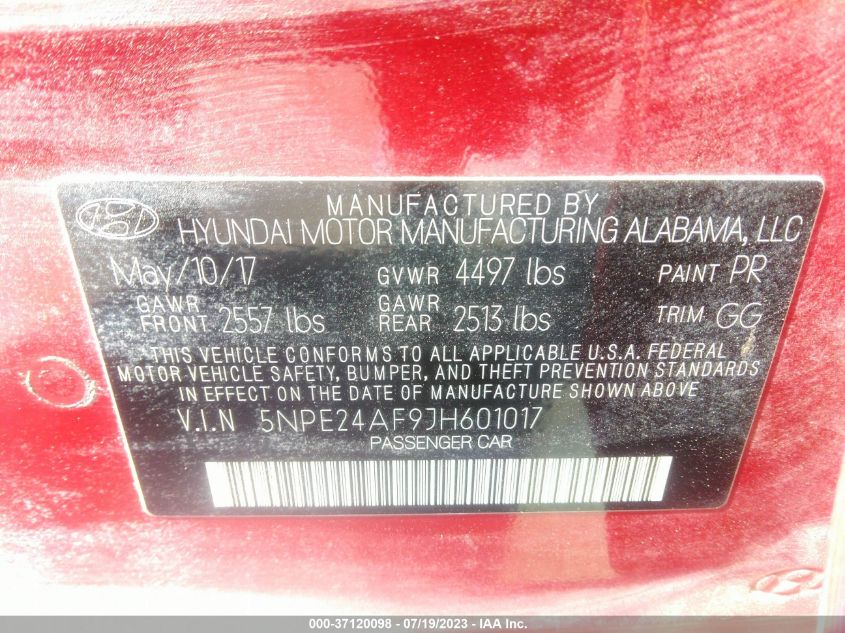 MANUFACTURED BY
HYUNDAI MOTOR MANUFACTURING ALABAMA, LLC
May/10/17 GVWR 4497 lbs PAINT PR
GAWR FRONT 2557 lbs GAWR REAR 2513 lbs TRIM GG
THIS VEHICLE CONFORMS TO ALL APPLICABLE U.S.A. FEDERAL
MOTOR VEHICLE SAFETY, BUMPER, AND THEFT PREVENTION STANDARDS
IN EFFECT ON THE DATE OF MANUFACTURE SHOWN ABOVE
V.I.N 5NPE24AF9JH601017
PASSENGER CAR
000-37120098 - 07/19/2023 - IAA Inc.